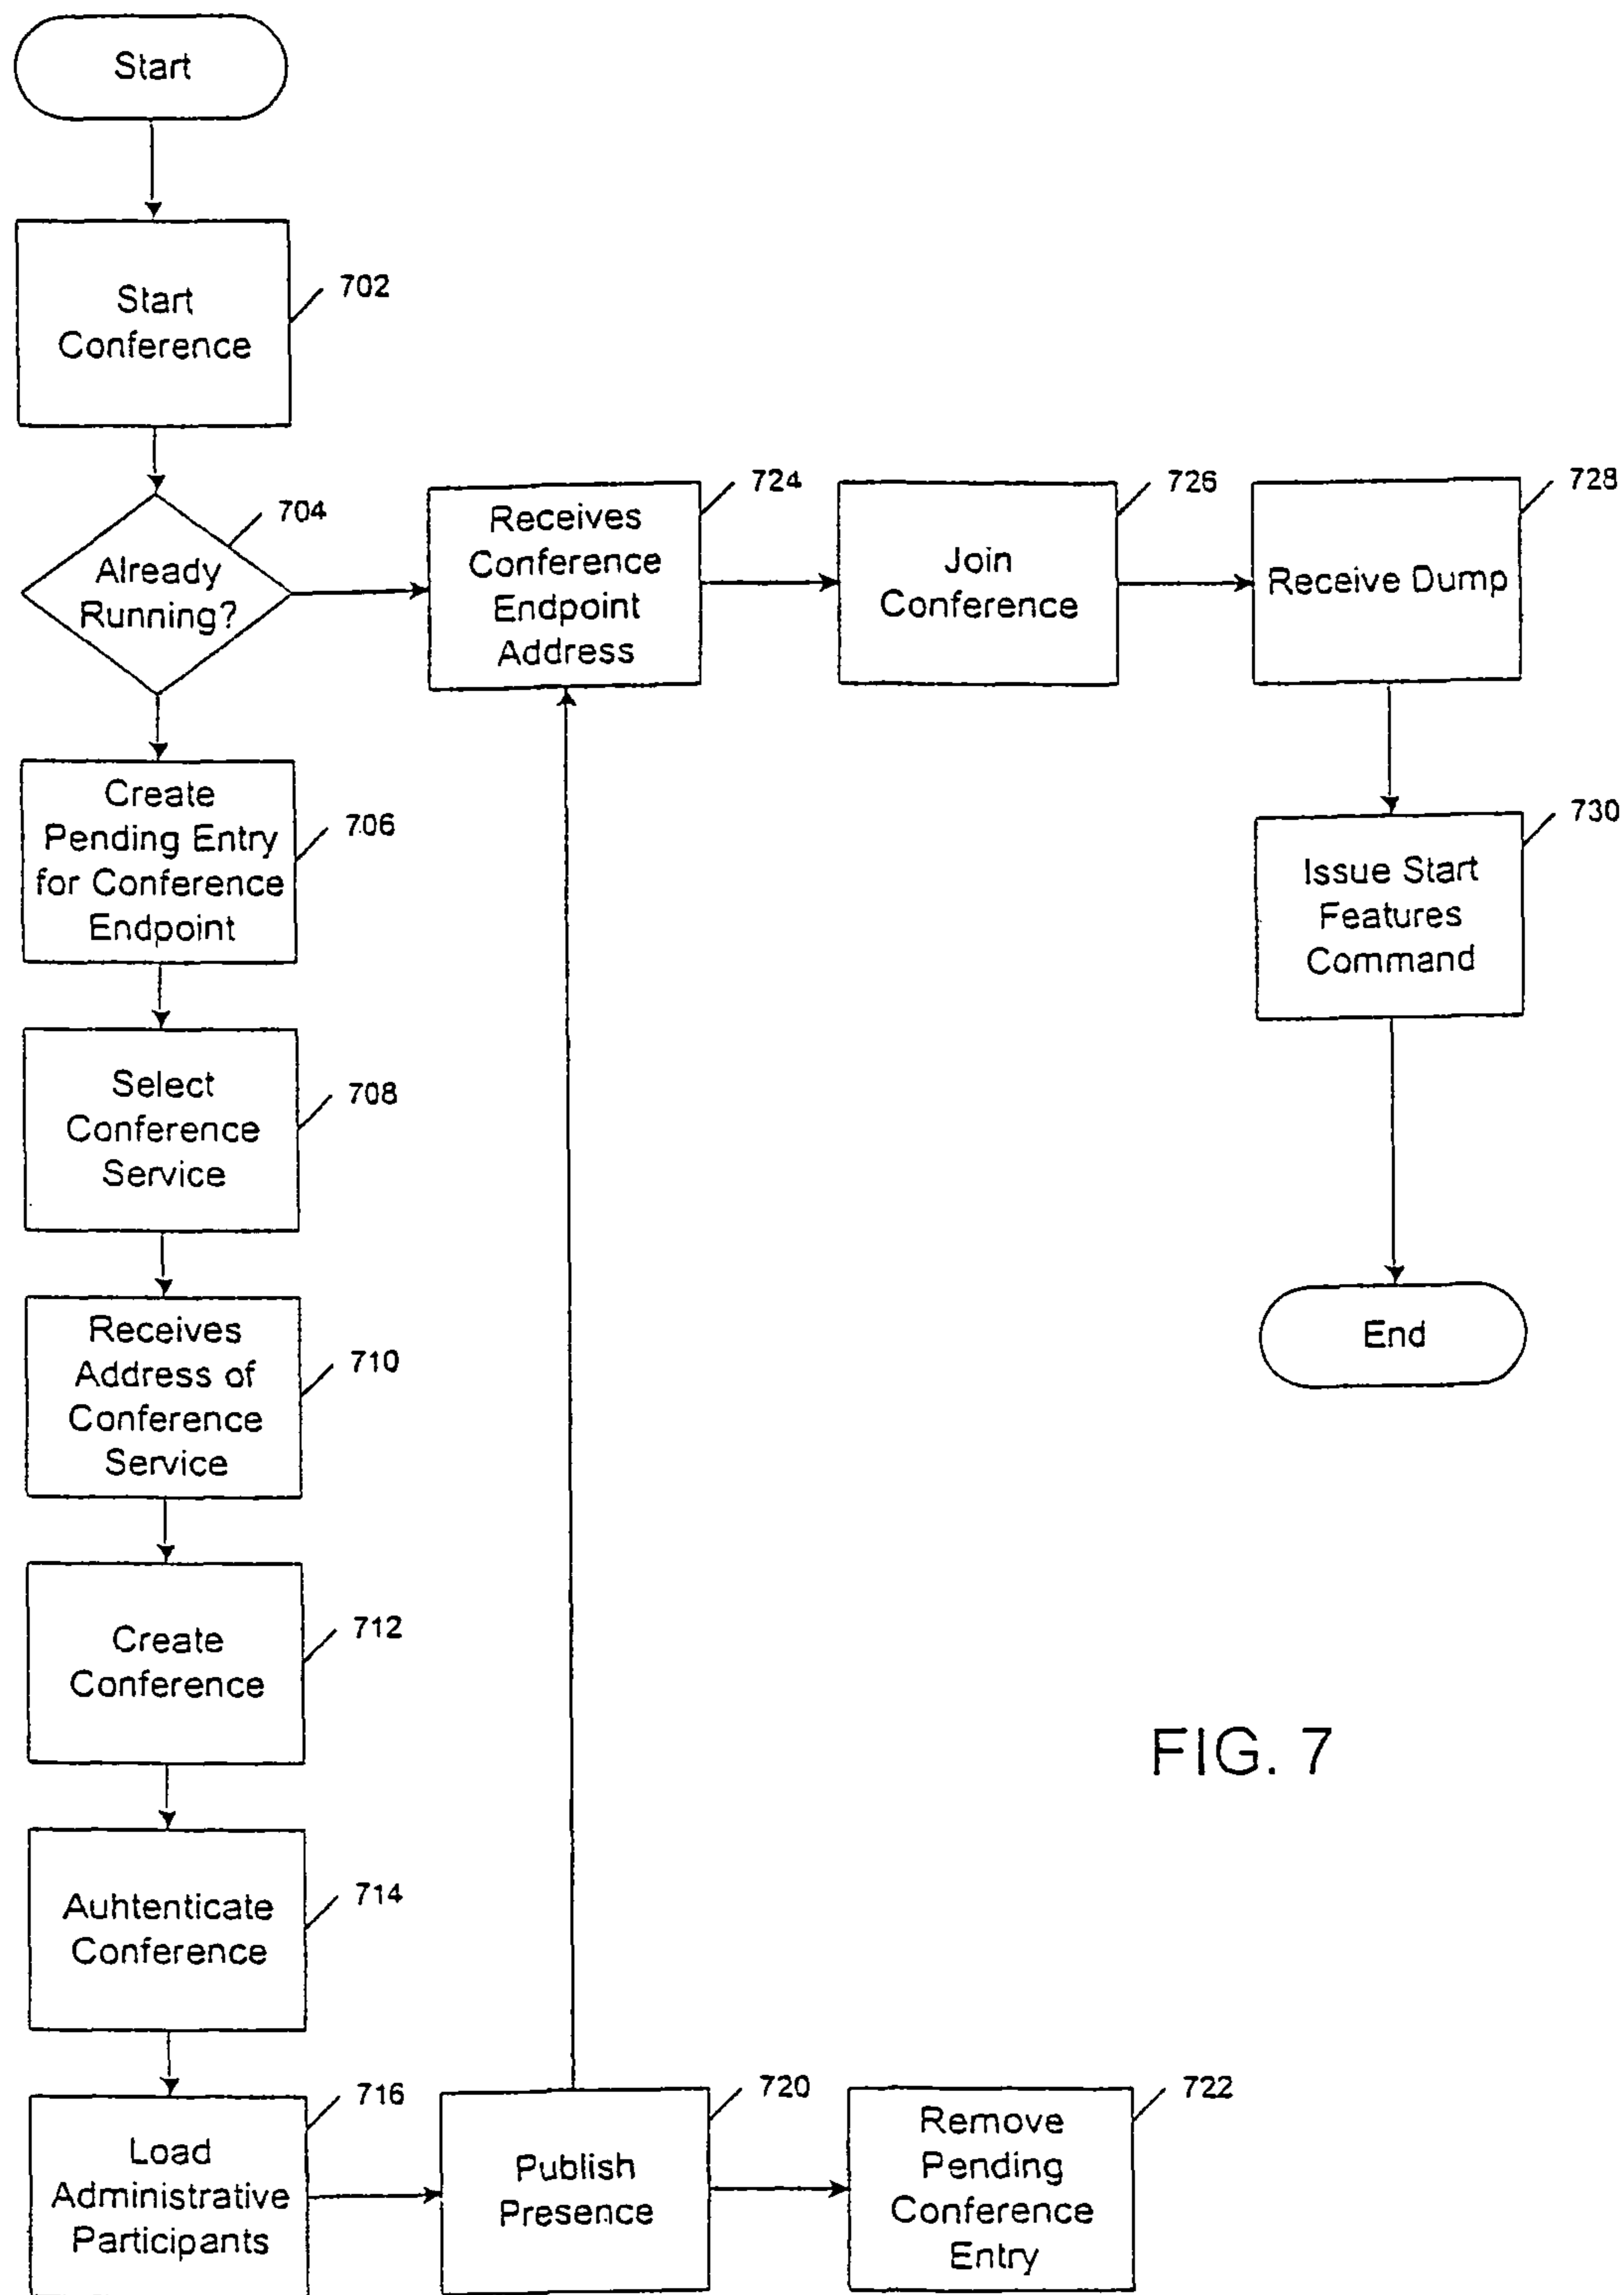 Start
Start
Conference
702
Already
Running?
704
Receives
Conference
Endpoint
Address
724
Join
Conference
726
Receive Dump
728
Create
Pending Entry
for Conference
Endpoint
706
Issue Start
Features
Command
730
Select
Conference
Service
708
Receives
Address of
Conference
Service
710
End
Create
Conference
712
FIG. 7
Auhtenticate
Conference
714
Load
Administrative
Participants
716
Publish
Presence
720
Remove
Pending
Conference
Entry
722